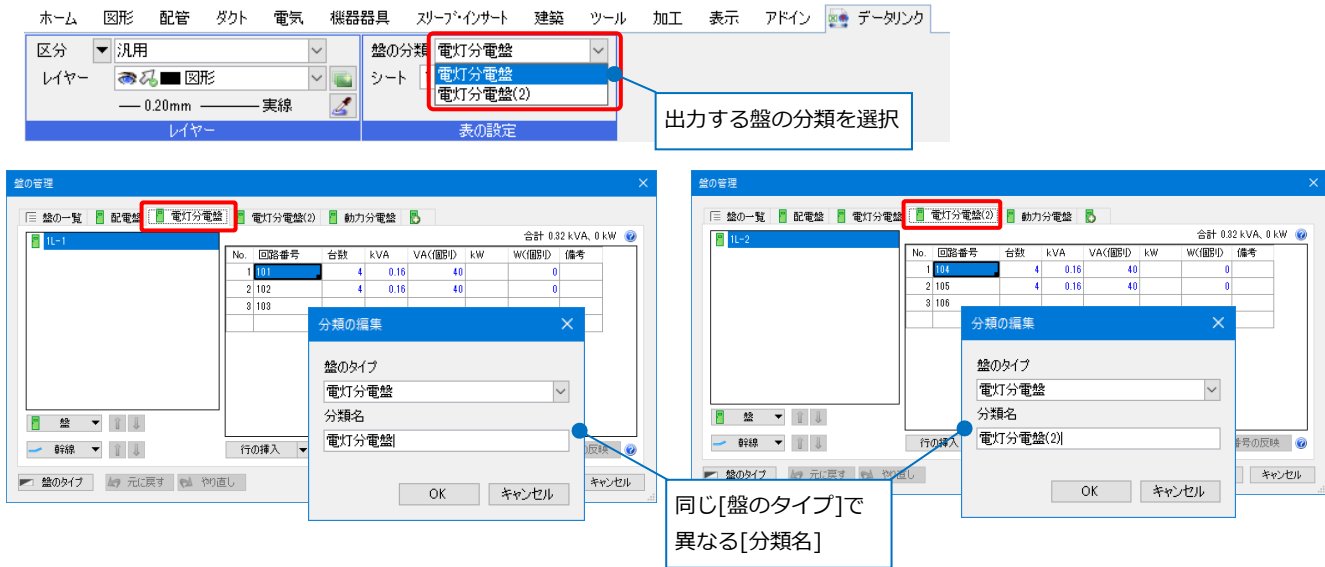 ホーム 図形 配管 ダクト 電気 機器器具 スリーブ・インサート 建築 ツール 加工 表示 アドイン データリンク
区分 汎用
レイヤー 図形
0.20mm 実線
レイヤー
盤の分類 電灯分電盤
シート
電灯分電盤
電灯分電盤(2)
表の設定
出力する盤の分類を選択
盤の管理
盤の一覧 配電盤 電灯分電盤 電灯分電盤(2) 動力分電盤
合計 0.32 kVA、0 kW
1L-1
No. 回路番号 台数 kVA VA(個別) kW W(個別) 備考
1 101 4 0.16 40 0
2 102 4 0.16 40 0
3 103
盤
幹線
行の挿入
の反映
盤のタイプ 元に戻す やり直し
キャンセル
分類の編集
盤のタイプ
電灯分電盤
分類名
電灯分電盤
OK キャンセル
盤の管理
盤の一覧 配電盤 電灯分電盤 電灯分電盤(2) 動力分電盤
合計 0.32 kVA、0 kW
1L-2
No. 回路番号 台数 kVA VA(個別) kW W(個別) 備考
1 104 4 0.16 40 0
2 105 4 0.16 40 0
3 106
盤
幹線
行の挿入
番号の反映
盤のタイプ 元に戻す やり直し
キャンセル
分類の編集
盤のタイプ
電灯分電盤
分類名
電灯分電盤(2)
OK キャンセル
同じ[盤のタイプ]で
異なる[分類名]